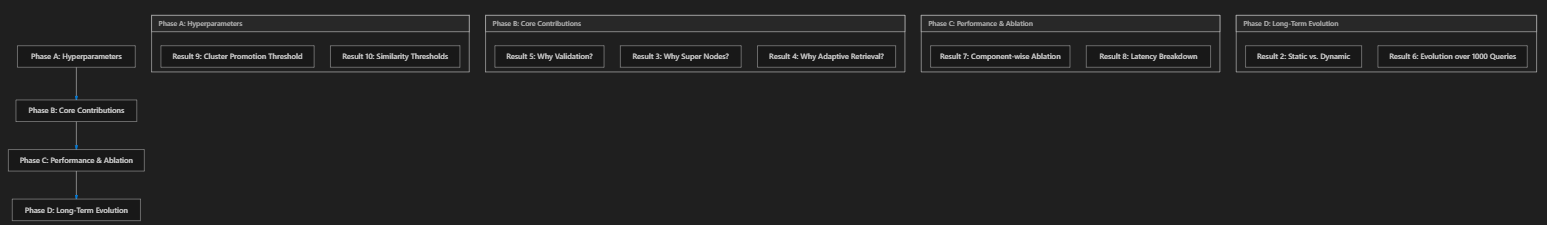 Phase A: Hyperparameters
Phase B: Core Contributions
Phase C: Performance & Ablation
Phase D: Long-Term Evolution
Phase A: Hyperparameters
Result 9: Cluster Promotion Threshold
Result 10: Similarity Thresholds
Phase B: Core Contributions
Result 5: Why Validation?
Result 3: Why Super Nodes?
Result 4: Why Adaptive Retrieval?
Phase C: Performance & Ablation
Result 7: Component-wise Ablation
Result 8: Latency Breakdown
Phase D: Long-Term Evolution
Result 2: Static vs. Dynamic
Result 6: Evolution over 1000 Queries